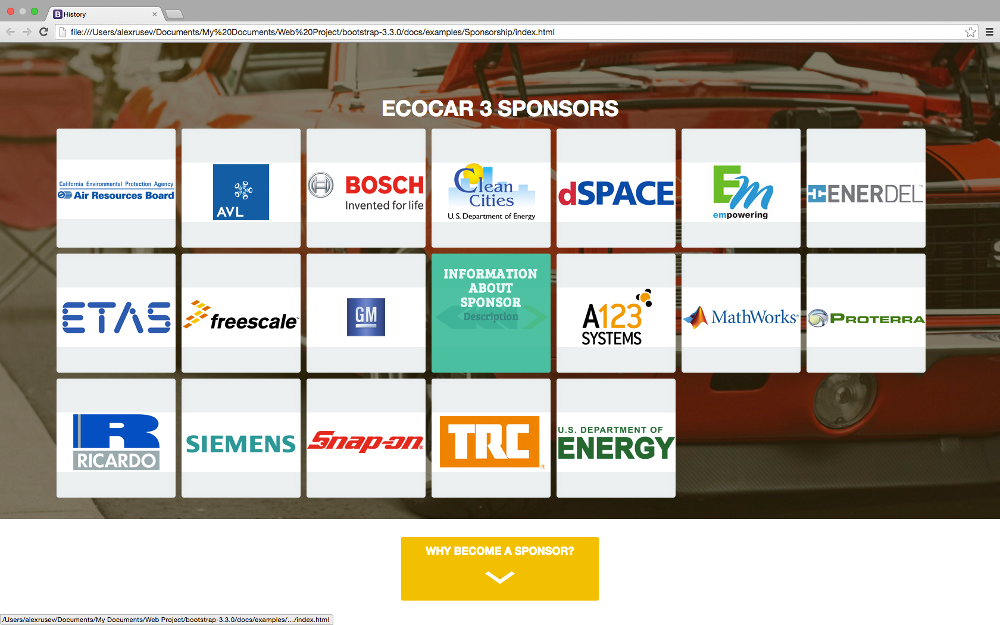 History
file:///Users/alexrusev/Documents/My%20Documents/Web%20Project/bootstrap-3.3.0/docs/examples/Sponsorship/index.html
ECOCAR 3 SPONSORS
California Environmental Protection Agency
Air Resources Board
AVL
BOSCH
Invented for life
Clean
Cities
U.S. Department of Energy
dSPACE
Em
empowering
ENERDEL™
ETAS
freescale™
GM
INFORMATION
ABOUT
SPONSOR
Description
A123
SYSTEMS
MathWorks®
PROTERRA
R
RICARDO
SIEMENS
Snap-on®
TRC®
U.S. DEPARTMENT OF
ENERGY
WHY BECOME A SPONSOR?
/Users/alexrusev/Documents/My Documents/Web Project/bootstrap-3.3.0/docs/examples/.../index.html